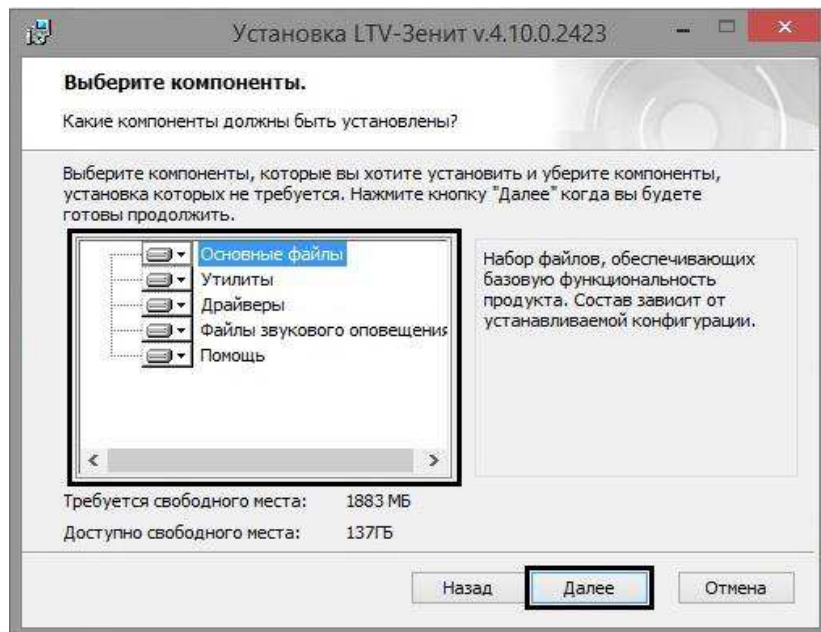 Установка LTV-Зенит v.4.10.0.2423
Выберите компоненты.
Какие компоненты должны быть установлены?
Выберите компоненты, которые вы хотите установить и уберите компоненты,
установка которых не требуется. Нажмите кнопку "Далее" когда вы будете
готовы продолжить.
Основные файлы
Утилиты
Драйверы
Файлы звукового оповещения
Помощь
Набор файлов, обеспечивающих
базовую функциональность
продукта. Состав зависит от
устанавливаемой конфигурации.
Требуется свободного места: 1883 МБ
Доступно свободного места: 137ГБ
Назад Далее Отмена